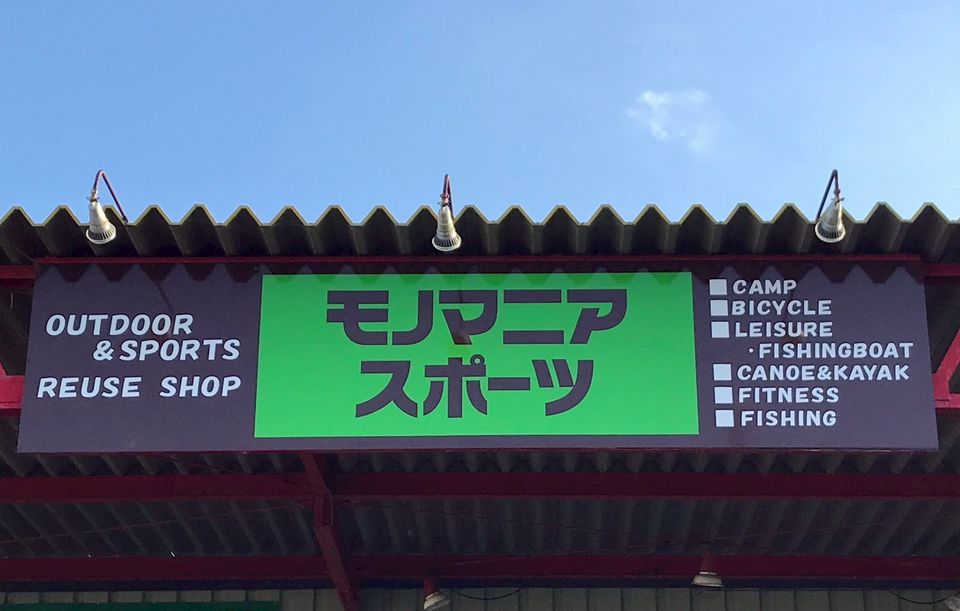 OUTDOOR
&SPORTS
REUSE SHOP
モノマニア
スポーツ
CAMP
BICYCLE
LEISURE
・FISHINGBOAT
CANOE&KAYAK
FITNESS
FISHING